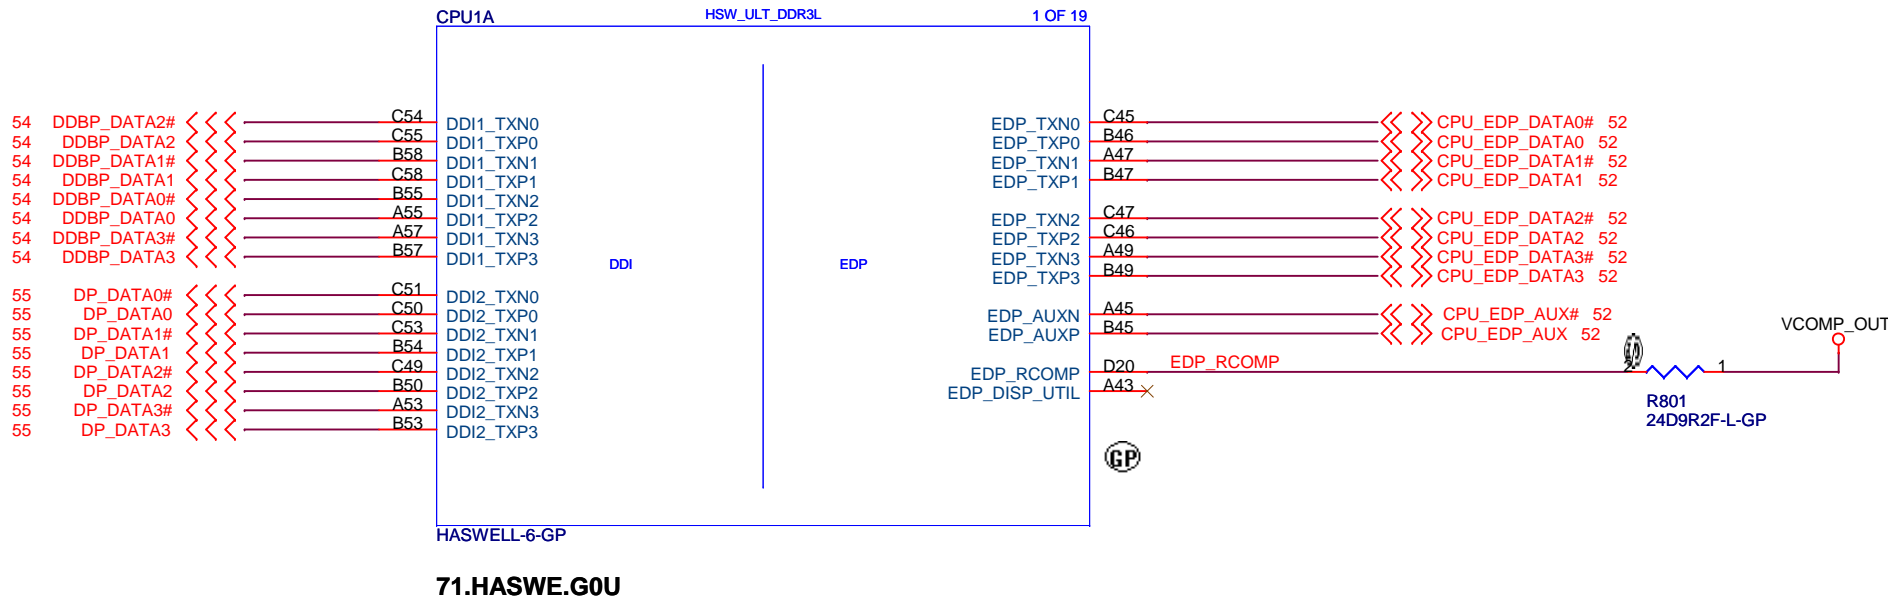 CPU1A HSW_ULT_DDR3L 1 OF 19
54 DDBP_DATA2# C54 DDI1_TXN0 EDP_TXN0 C45 CPU_EDP_DATA0# 52
54 DDBP_DATA2 C55 DDI1_TXP0 EDP_TXP0 B46 CPU_EDP_DATA0 52
54 DDBP_DATA1# B58 DDI1_TXN1 EDP_TXN1 A47 CPU_EDP_DATA1# 52
54 DDBP_DATA1 C58 DDI1_TXP1 EDP_TXP1 B47 CPU_EDP_DATA1 52
54 DDBP_DATA0# B55 DDI1_TXN2
54 DDBP_DATA0 A55 DDI1_TXP2 EDP_TXN2 C47 CPU_EDP_DATA2# 52
54 DDBP_DATA3# A57 DDI1_TXN3 EDP_TXP2 C46 CPU_EDP_DATA2 52
54 DDBP_DATA3 B57 DDI1_TXP3 EDP_TXN3 A49 CPU_EDP_DATA3# 52
DDI EDP EDP_TXP3 B49 CPU_EDP_DATA3 52
55 DP_DATA0# C51 DDI2_TXN0
55 DP_DATA0 C50 DDI2_TXP0 EDP_AUXN A45 CPU_EDP_AUX# 52
55 DP_DATA1# C53 DDI2_TXN1 EDP_AUXP B45 CPU_EDP_AUX 52
VCOMP_OUT
55 DP_DATA1 B54 DDI2_TXP1
55 DP_DATA2# C49 DDI2_TXN2 EDP_RCOMP D20 EDP_RCOMP 2 1
55 DP_DATA2 B50 DDI2_TXP2 EDP_DISP_UTIL A43
R801
55 DP_DATA3# A53 DDI2_TXN3
24D9R2F-L-GP
55 DP_DATA3 B53 DDI2_TXP3
GP
HASWELL-6-GP
71.HASWE.G0U